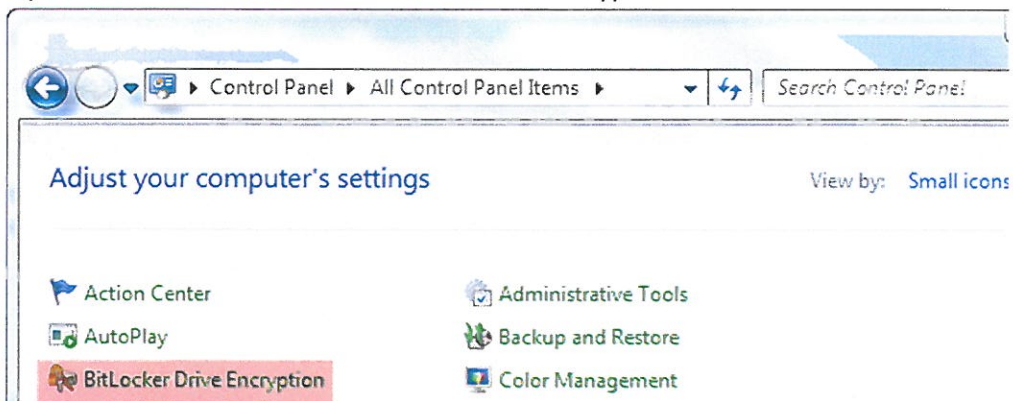 Control Panel ▸ All Control Panel Items ▸ Search Control Panel
Adjust your computer's settings View by: Small icons
Action Center Administrative Tools
AutoPlay Backup and Restore
BitLocker Drive Encryption Color Management